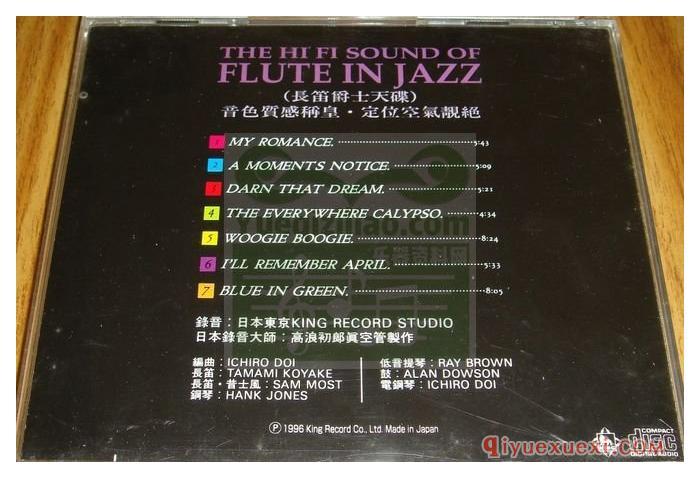 THE HI FI SOUND OF
FLUTE IN JAZZ
(長笛爵士天碟)
音色質感稱皇・定位空氣靚絕
1 MY ROMANCE. 5:43
2 A MOMENTS NOTICE. 5:09
3 DARN THAT DREAM. 5:21
4 THE EVERYWHERE CALYPSO. 4:34
5 WOOGIE BOOGIE. 8:24
6 I'LL REMEMBER APRIL. 5:33
7 BLUE IN GREEN. 8:05
錄音：日本東京KING RECORD STUDIO
日本錄音大師：高浪初郎眞空管製作
編曲：ICHIRO DOI
長笛：TAMAMI KOYAKE
長笛・昔士風：SAM MOST
鋼琴：HANK JONES
低音提琴：RAY BROWN
鼓：ALAN DOWSON
電鋼琴：ICHIRO DOI
Ⓟ 1996 King Record Co., Ltd. Made in Japan
COMPACT
disc
DIGITAL AUDIO